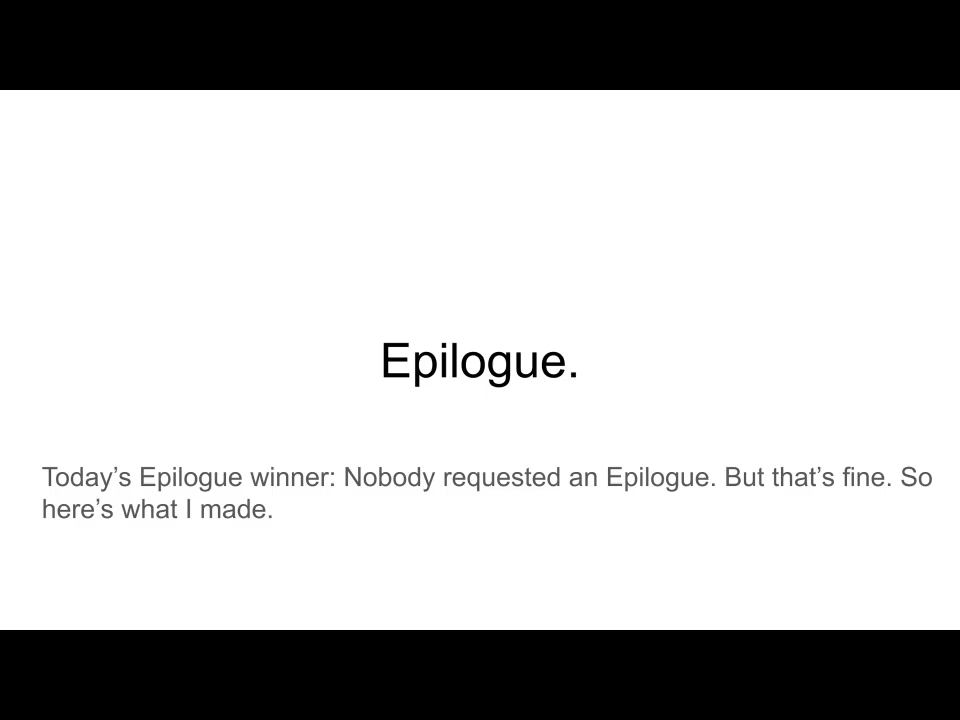 Epilogue.
Today’s Epilogue winner: Nobody requested an Epilogue. But that’s fine. So
here’s what I made.